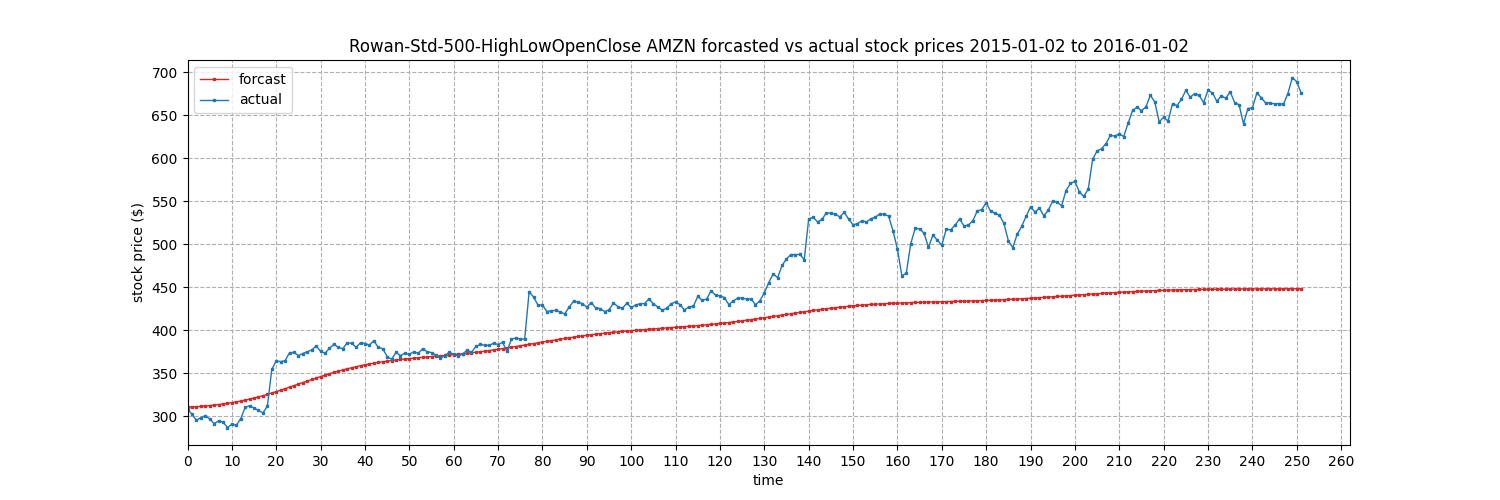 Rowan-Std-500-HighLowOpenClose AMZN forcasted vs actual stock prices 2015-01-02 to 2016-01-02
forcast
actual
700
650
600
550
500
450
400
350
300
stock price ($)
0 10 20 30 40 50 60 70 80 90 100 110 120 130 140 150 160 170 180 190 200 210 220 230 240 250 260
time